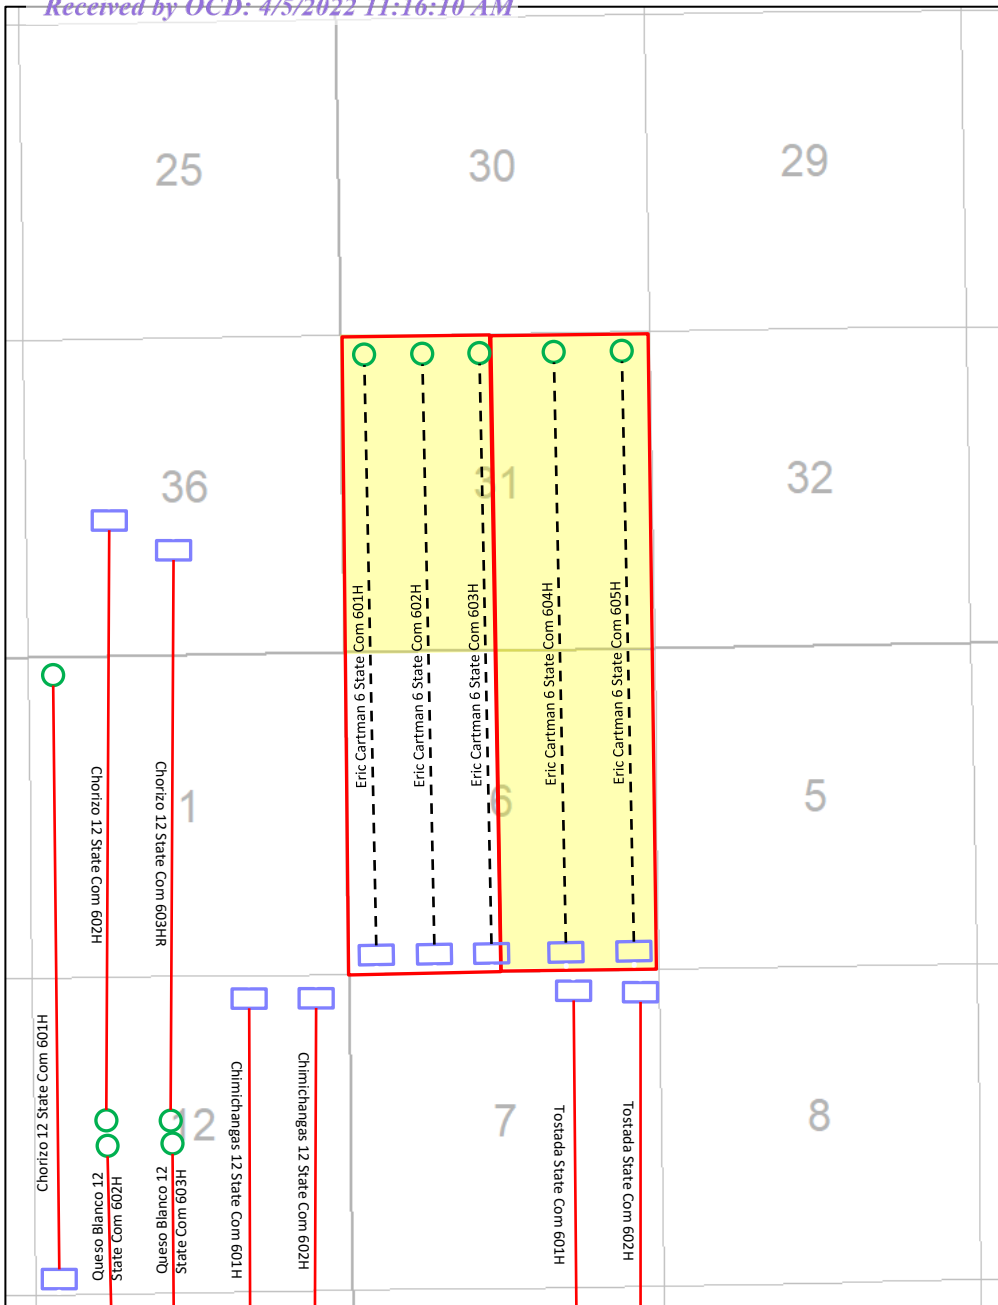 Received by OCD: 4/5/2022 11:16:10 AM
25
30
29
36
31
32
Eric Cartman 6 State Com 601H
Eric Cartman 6 State Com 602H
Eric Cartman 6 State Com 603H
Eric Cartman 6 State Com 604H
Eric Cartman 6 State Com 605H
Chorizo 12 State Com 602H
Chorizo 12 State Com 603HR
1
6
5
Chorizo 12 State Com 601H
12
7
8
Queso Blanco 12
State Com 602H
Queso Blanco 12
State Com 603H
Chimichangas 12 State Com 601H
Chimichangas 12 State Com 602H
Tostada State Com 601H
Tostada State Com 602H